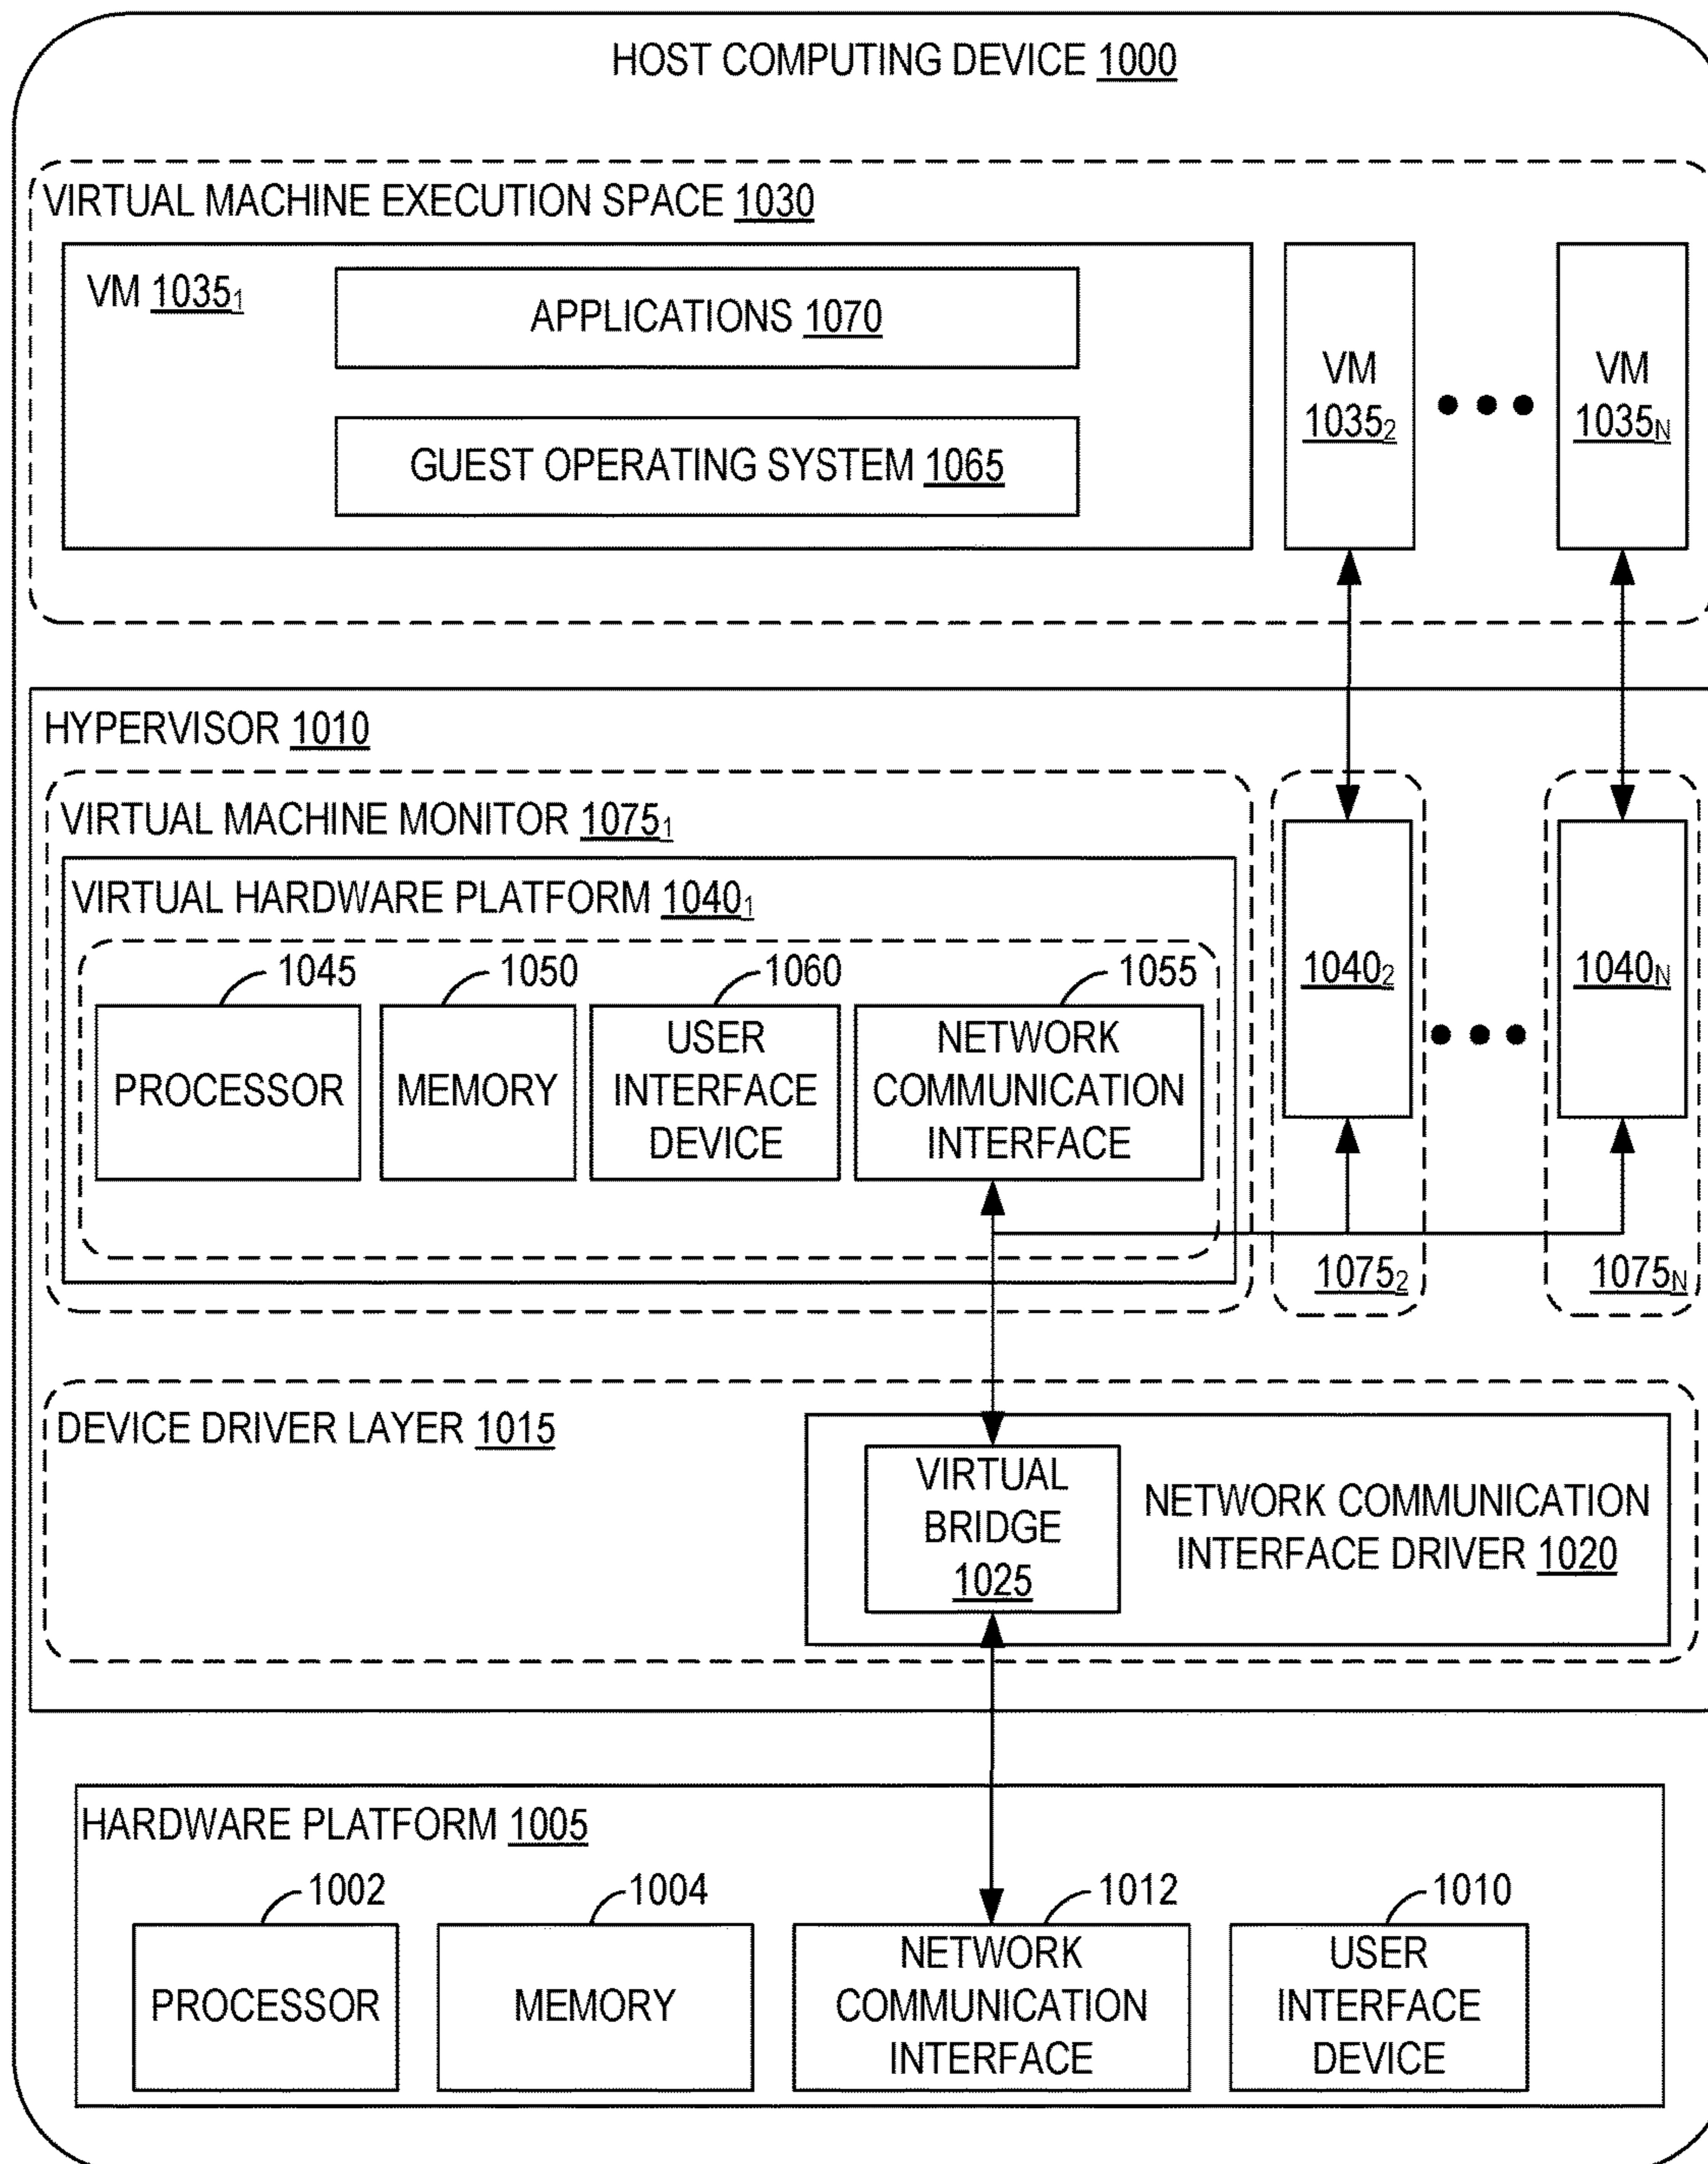 HOST COMPUTING DEVICE 1000
VIRTUAL MACHINE EXECUTION SPACE 1030
VM 1035₁
APPLICATIONS 1070
GUEST OPERATING SYSTEM 1065
VM
1035₂
VM
1035N
HYPERVISOR 1010
VIRTUAL MACHINE MONITOR 1075₁
VIRTUAL HARDWARE PLATFORM 1040₁
1045
1050
1060
1055
PROCESSOR
MEMORY
USER
INTERFACE
DEVICE
NETWORK
COMMUNICATION
INTERFACE
1040₂
1040N
1075₂
1075N
DEVICE DRIVER LAYER 1015
VIRTUAL
BRIDGE
1025
NETWORK COMMUNICATION
INTERFACE DRIVER 1020
HARDWARE PLATFORM 1005
1002
1004
1012
1010
PROCESSOR
MEMORY
NETWORK
COMMUNICATION
INTERFACE
USER
INTERFACE
DEVICE